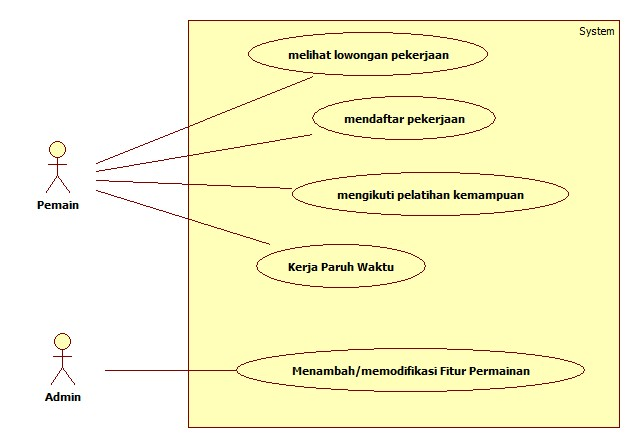 System
melihat lowongan pekerjaan
mendaftar pekerjaan
mengikuti pelatihan kemampuan
Pemain
Kerja Paruh Waktu
Menambah/memodifikasi Fitur Permainan
Admin